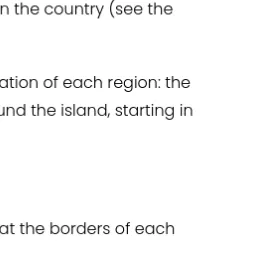 n the country (see the
ation of each region: the
und the island, starting in
at the borders of each